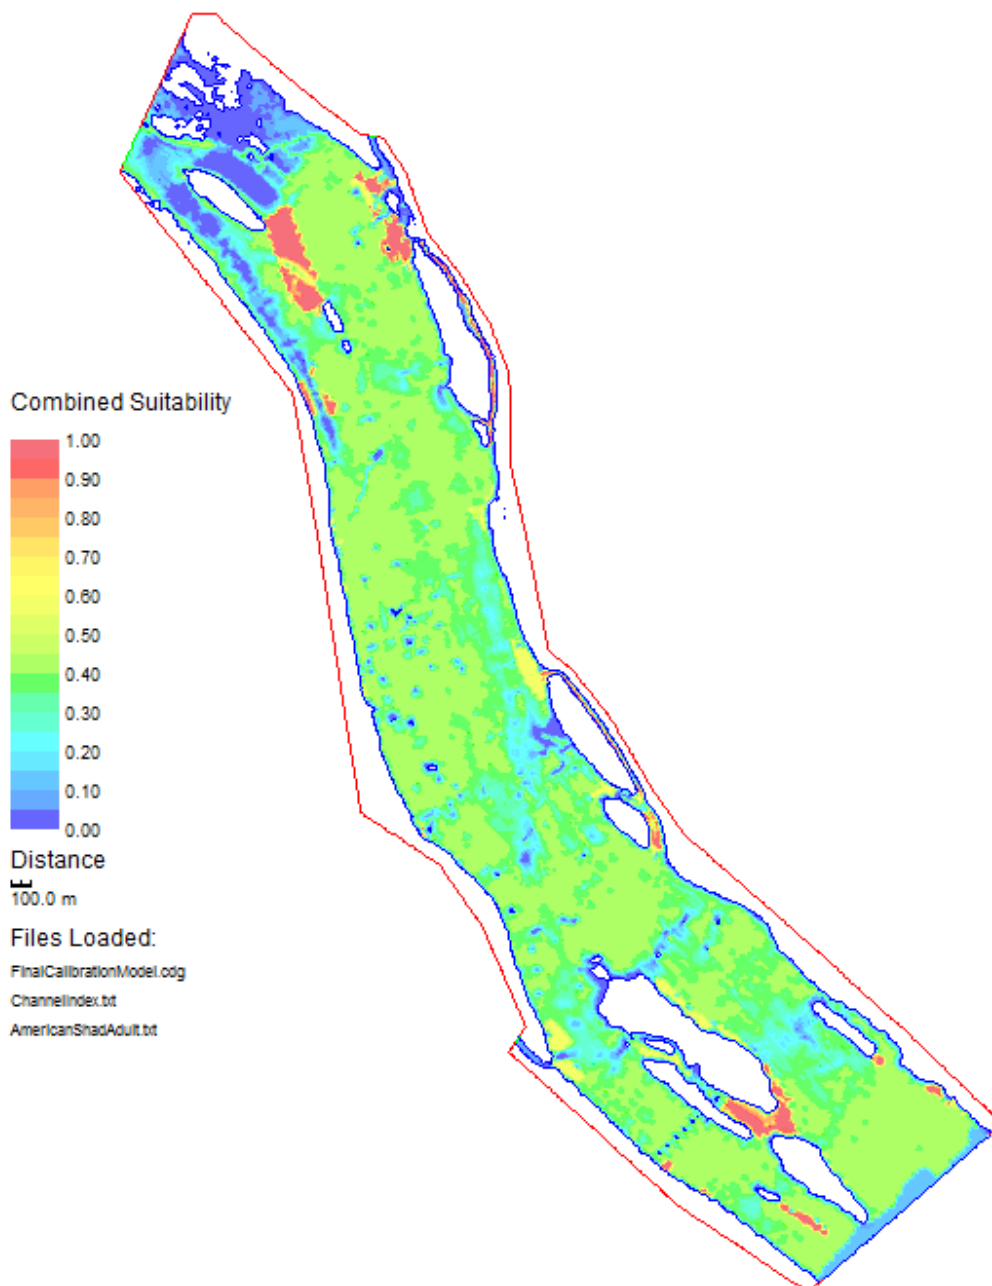 Combined Suitability
1.00
0.90
0.80
0.70
0.60
0.50
0.40
0.30
0.20
0.10
0.00
Distance
100.0 m
Files Loaded:
FinalCalibrationModel.cdg
ChannelIndex.txt
AmericanShadAdult.txt